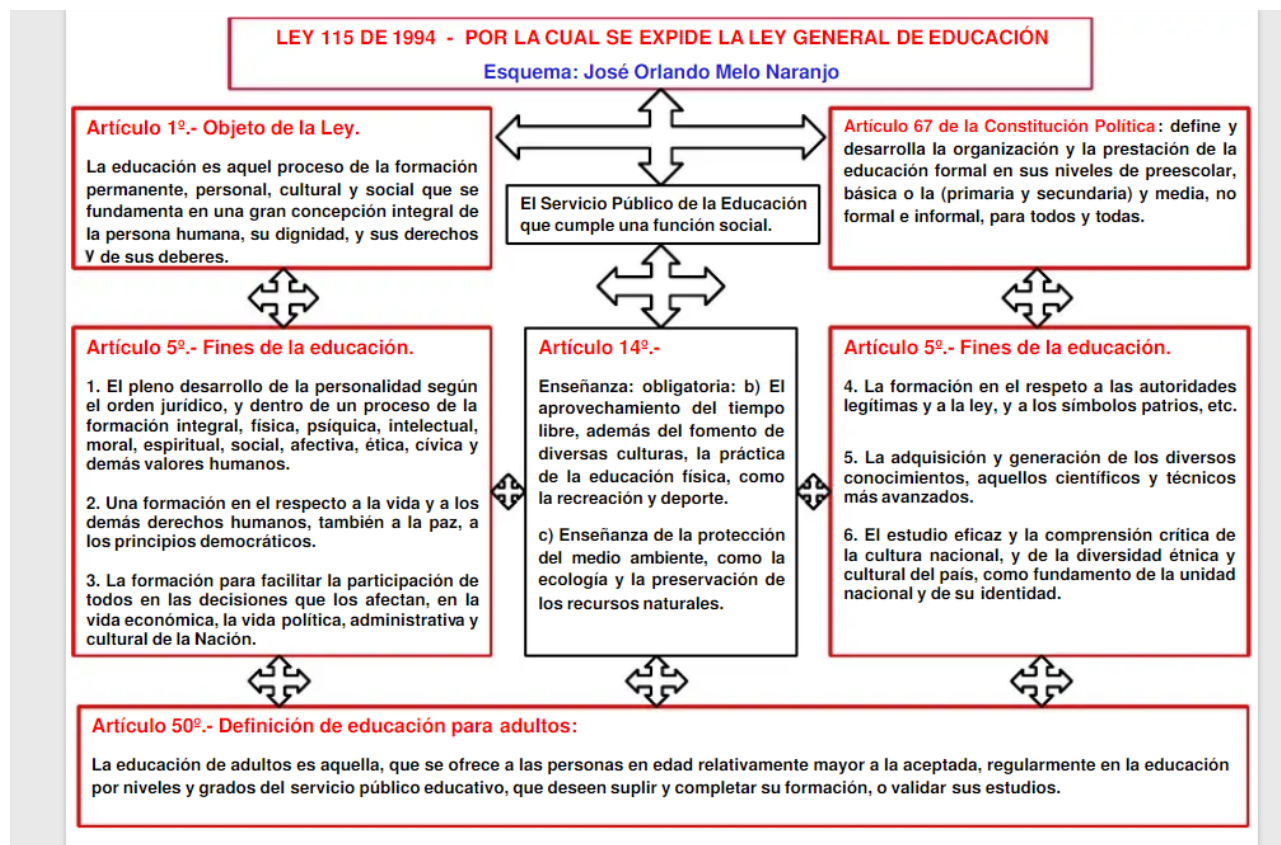 LEY 115 DE 1994 - POR LA CUAL SE EXPIDE LA LEY GENERAL DE EDUCACIÓN
Esquema: José Orlando Melo Naranjo
Artículo 1º.- Objeto de la Ley.
La educación es aquel proceso de la formación
permanente, personal, cultural y social que se
fundamenta en una gran concepción integral de
la persona humana, su dignidad, y sus derechos
y de sus deberes.
El Servicio Público de la Educación
que cumple una función social.
Artículo 67 de la Constitución Política: define y
desarrolla la organización y la prestación de la
educación formal en sus niveles de preescolar,
básica o la (primaria y secundaria) y media, no
formal e informal, para todos y todas.
Artículo 5º.- Fines de la educación.
1. El pleno desarrollo de la personalidad según
el orden jurídico, y dentro de un proceso de la
formación integral, física, psíquica, intelectual,
moral, espiritual, social, afectiva, ética, cívica y
demás valores humanos.
2. Una formación en el respecto a la vida y a los
demás derechos humanos, también a la paz, a
los principios democráticos.
3. La formación para facilitar la participación de
todos en las decisiones que los afectan, en la
vida económica, la vida política, administrativa y
cultural de la Nación.
Artículo 14º.-
Enseñanza: obligatoria: b) El
aprovechamiento del tiempo
libre, además del fomento de
diversas culturas, la práctica
de la educación física, como
la recreación y deporte.
c) Enseñanza de la protección
del medio ambiente, como la
ecología y la preservación de
los recursos naturales.
Artículo 5º.- Fines de la educación.
4. La formación en el respeto a las autoridades
legítimas y a la ley, y a los símbolos patrios, etc.
5. La adquisición y generación de los diversos
conocimientos, aquellos científicos y técnicos
más avanzados.
6. El estudio eficaz y la comprensión crítica de
la cultura nacional, y de la diversidad étnica y
cultural del país, como fundamento de la unidad
nacional y de su identidad.
Artículo 50º.- Definición de educación para adultos:
La educación de adultos es aquella, que se ofrece a las personas en edad relativamente mayor a la aceptada, regularmente en la educación
por niveles y grados del servicio público educativo, que deseen suplir y completar su formación, o validar sus estudios.